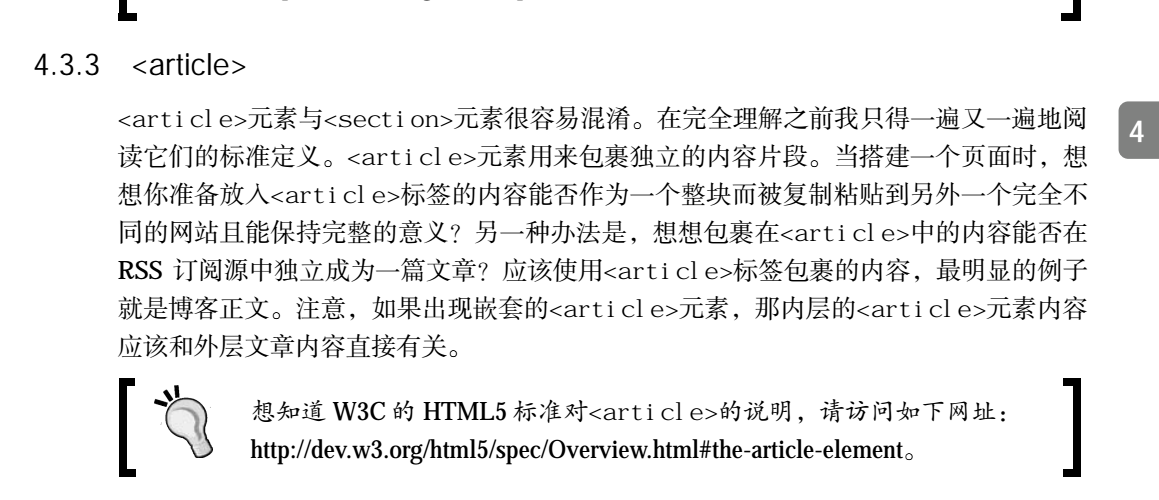 4.3.3 <article>
<article>元素与<section>元素很容易混淆。在完全理解之前我只得一遍又一遍地阅
读它们的标准定义。<article>元素用来包裹独立的内容片段。当搭建一个页面时，想
想你准备放入<article>标签的内容能否作为一个整块而被复制粘贴到另外一个完全不
同的网站且能保持完整的意义？另一种办法是，想想包裹在<article>中的内容能否在
RSS 订阅源中独立成为一篇文章？应该使用<article>标签包裹的内容，最明显的例子
就是博客正文。注意，如果出现嵌套的<article>元素，那内层的<article>元素内容
应该和外层文章内容直接有关。
4
想知道 W3C 的 HTML5 标准对<article>的说明，请访问如下网址：
http://dev.w3.org/html5/spec/Overview.html#the-article-element。